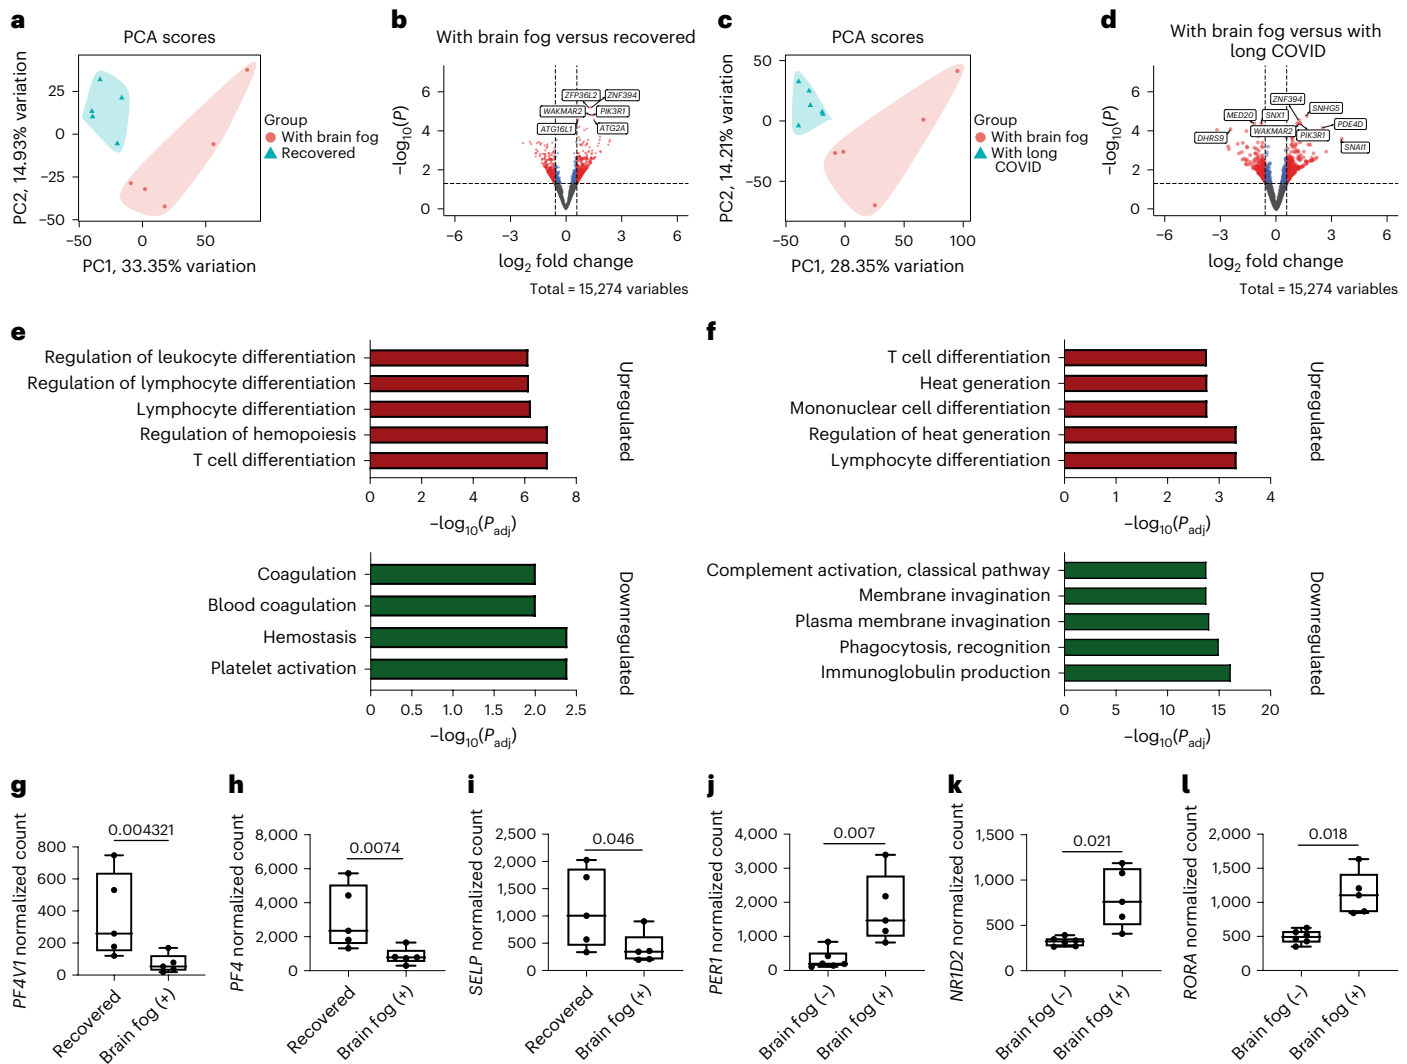 a
PCA scores
PC2, 14.93% variation
25
0
−25
−50
−50
0
50
PC1, 33.35% variation
Group
With brain fog
Recovered
b
With brain fog versus recovered
−log10(P)
6
4
2
0
ZFP36L2
ZNF394
WAKMAR2
PIK3R1
ATG16L1
ATG2A
−6
−3
0
3
6
log2 fold change
Total = 15,274 variables
c
PCA scores
PC2, 14.21% variation
50
0
−50
−50
0
50
100
PC1, 28.35% variation
Group
With brain fog
With long
COVID
d
With brain fog versus with
long COVID
−log10(P)
6
4
2
0
ZNF394
SNHG5
MED20
SNX1
PDE4D
WAKMAR2
PIK3R1
DHRS9
SNAI1
−6
−3
0
3
6
log2 fold change
Total = 15,274 variables
e
Regulation of leukocyte differentiation
Regulation of lymphocyte differentiation
Lymphocyte differentiation
Regulation of hemopoiesis
T cell differentiation
Upregulated
0
2
4
6
8
−log10(Padj)
Coagulation
Blood coagulation
Hemostasis
Platelet activation
Downregulated
0
0.5
1.0
1.5
2.0
2.5
−log10(Padj)
f
T cell differentiation
Heat generation
Mononuclear cell differentiation
Regulation of heat generation
Lymphocyte differentiation
Upregulated
0
1
2
3
4
−log10(Padj)
Complement activation, classical pathway
Membrane invagination
Plasma membrane invagination
Phagocytosis, recognition
Immunoglobulin production
Downregulated
0
5
10
15
20
−log10(Padj)
g
PF4V1 normalized count
800
600
400
200
0
0.004321
Recovered
Brain fog (+)
h
PF4 normalized count
8,000
6,000
4,000
2,000
0
0.0074
Recovered
Brain fog (+)
i
SELP normalized count
2,500
2,000
1,500
1,000
500
0
0.046
Recovered
Brain fog (+)
j
PER1 normalized count
4,000
3,000
2,000
1,000
0
0.007
Brain fog (−)
Brain fog (+)
k
NR1D2 normalized count
1,500
1,000
500
0
0.021
Brain fog (−)
Brain fog (+)
l
RORA normalized count
2,000
1,500
1,000
500
0
0.018
Brain fog (−)
Brain fog (+)